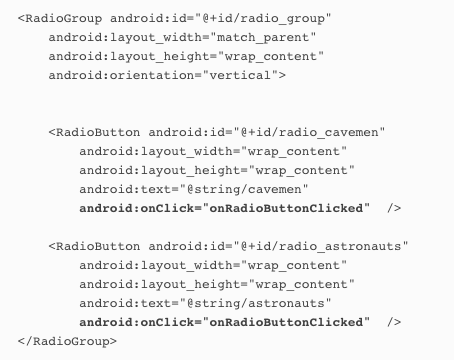 <RadioGroup android:id="@+id/radio_group"
    android:layout_width="match_parent"
    android:layout_height="wrap_content"
    android:orientation="vertical">

    <RadioButton android:id="@+id/radio_cavemen"
        android:layout_width="wrap_content"
        android:layout_height="wrap_content"
        android:text="@string/cavemen"
        android:onClick="onRadioButtonClicked"  />

    <RadioButton android:id="@+id/radio_astronauts"
        android:layout_width="wrap_content"
        android:layout_height="wrap_content"
        android:text="@string/astronauts"
        android:onClick="onRadioButtonClicked"  />
</RadioGroup>